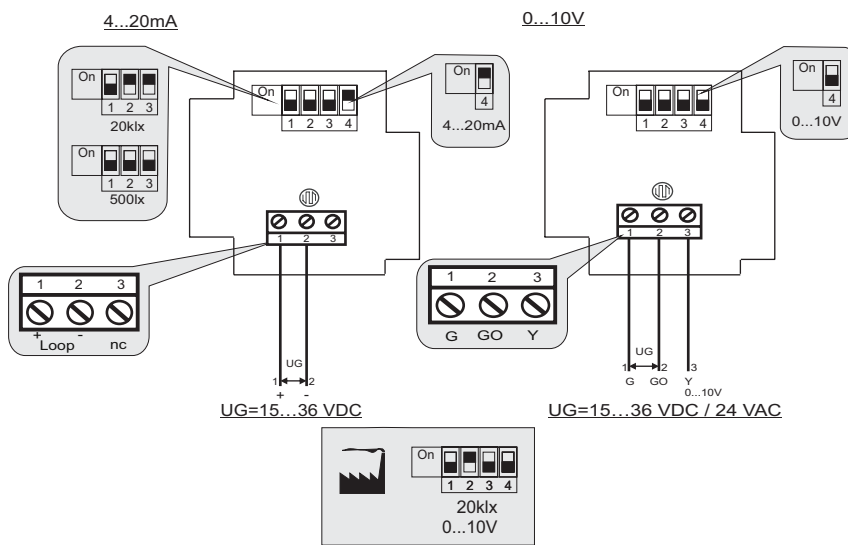 4...20mA
0...10V
On
1 2 3
20klx
On
1 2 3
500lx
On
1 2 3 4
On
4
4...20mA
On
1 2 3 4
On
4
0...10V
1 2 3
1 2 3
1 2 3
+ -
Loop nc
1 2 3
G GO Y
UG
1 2
+ -
UG=15...36 VDC
UG
1 2 3
G GO Y
0...10V
UG=15...36 VDC / 24 VAC
On
1 2 3 4
20klx
0...10V